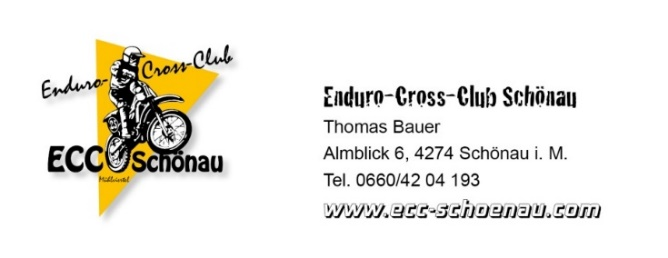 Enduro-Cross-Club
ECC Schönau
Mühlviertel
Enduro-Cross-Club Schönau
Thomas Bauer
Almblick 6, 4274 Schönau i. M.
Tel. 0660/42 04 193
www.ecc-schoenau.com